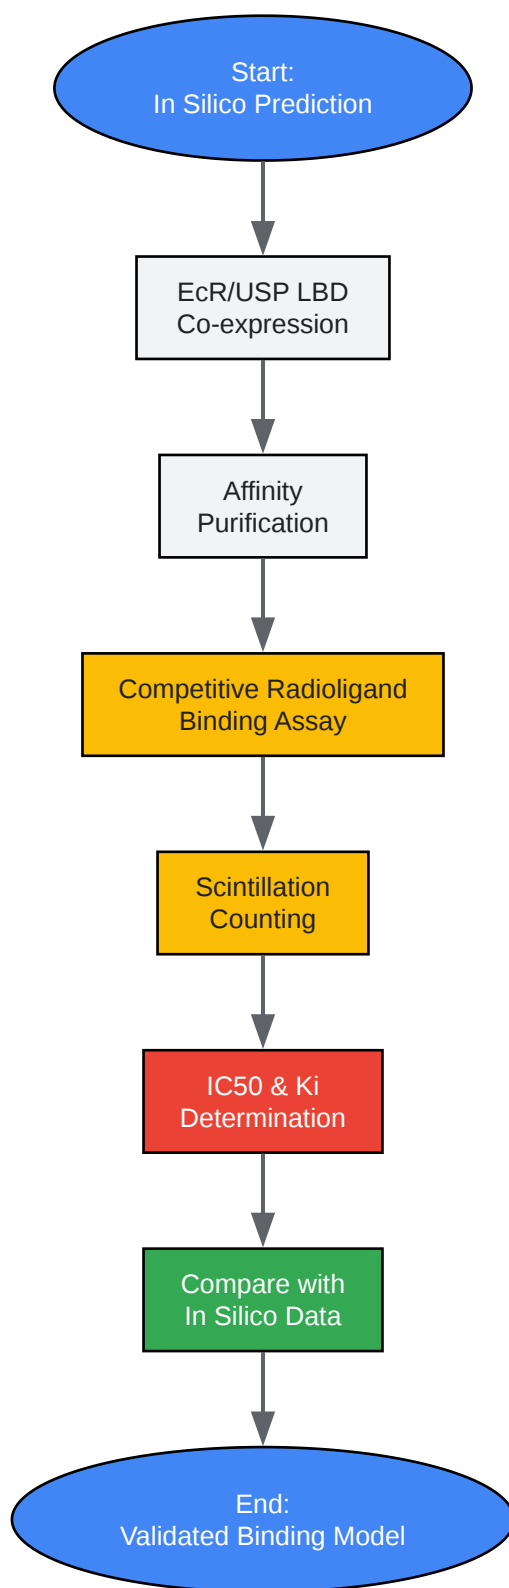 Start:
In Silico Prediction
EcR/USP LBD
Co-expression
Affinity
Purification
Competitive Radioligand
Binding Assay
Scintillation
Counting
IC50 & Ki
Determination
Compare with
In Silico Data
End:
Validated Binding Model